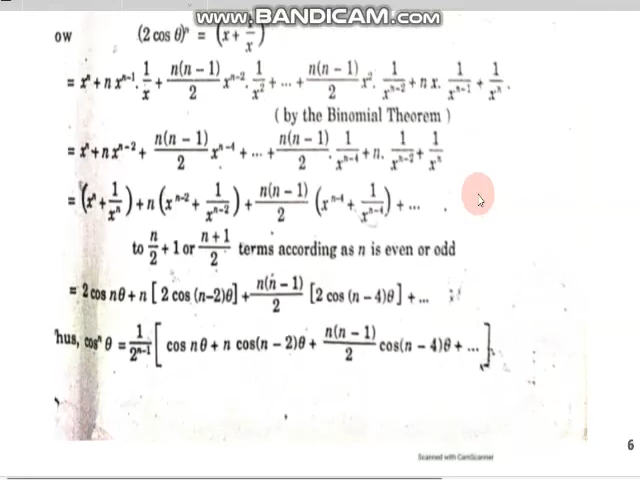 www.BANDICAM.com
ow (2 cos θ)ⁿ = (x + 1/x)
= xⁿ + n xⁿ⁻¹. 1/x + n(n − 1)/2 xⁿ⁻². 1/x² + ... + n(n − 1)/2 x². 1/xⁿ⁻² + n x. 1/xⁿ⁻¹ + 1/xⁿ.
( by the Binomial Theorem )
= xⁿ + n xⁿ⁻² + n(n − 1)/2 xⁿ⁻⁴ + ... + n(n − 1)/2 . 1/xⁿ⁻⁴ + n. 1/xⁿ⁻² + 1/xⁿ
= (xⁿ + 1/xⁿ) + n (xⁿ⁻² + 1/xⁿ⁻²) + n(n − 1)/2 (xⁿ⁻⁴ + 1/xⁿ⁻⁴) + ... .
to n/2 + 1 or n + 1/2 terms according as n is even or odd
= 2 cos nθ + n [ 2 cos (n−2)θ] + n(n − 1)/2 [2 cos (n − 4)θ] + ...
hus, cosⁿ θ = 1/2ⁿ⁻¹ [ cos nθ + n cos(n − 2)θ + n(n − 1)/2 cos(n − 4)θ + ... ]
6
Scanned with CamScanner